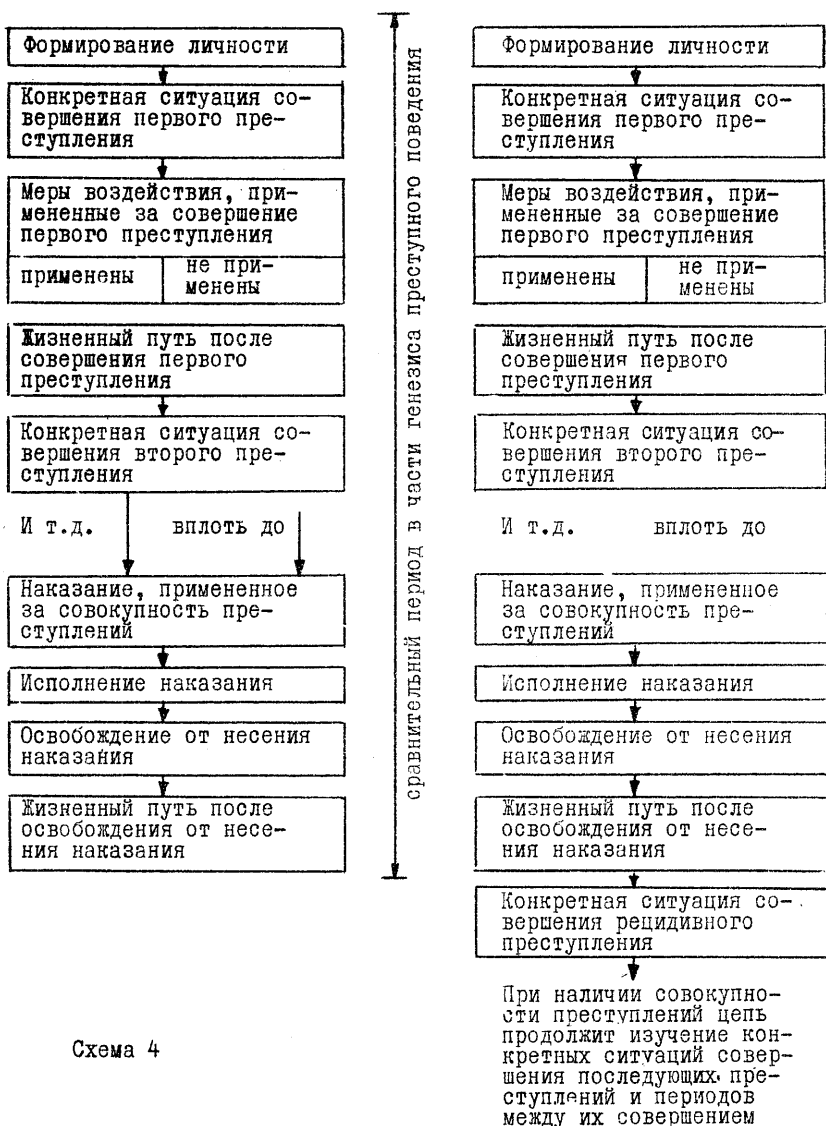 Формирование личности
Конкретная ситуация со-
вершения первого пре-
ступления
Меры воздействия, при-
мененные за совершение
первого преступления
применены
не при-
менены
Жизненный путь после
совершения первого
преступления
Конкретная ситуация со-
вершения второго пре-
ступления
И т.д. вплоть до
Наказание, примененное
за совокупность пре-
ступлений
Исполнение наказания
Освобождение от несения
наказания
Жизненный путь после
освобождения от несе-
ния наказания
сравнительный период в части генезиса преступного поведения
Формирование личности
Конкретная ситуация со-
вершения первого пре-
ступления
Меры воздействия, при-
мененные за совершение
первого преступления
применены
не при-
менены
Жизненный путь после
совершения первого
преступления
Конкретная ситуация со-
вершения второго пре-
ступления
И т.д. вплоть до
Наказание, примененное
за совокупность пре-
ступлений
Исполнение наказания
Освобождение от несения
наказания
Жизненный путь после
освобождения от несе-
ния наказания
Конкретная ситуация со-
вершения рецидивного
преступления
При наличии совокупно-
сти преступлений цепь
продолжит изучение кон-
кретных ситуаций совер-
шения последующих пре-
ступлений и периодов
между их совершением
Схема 4